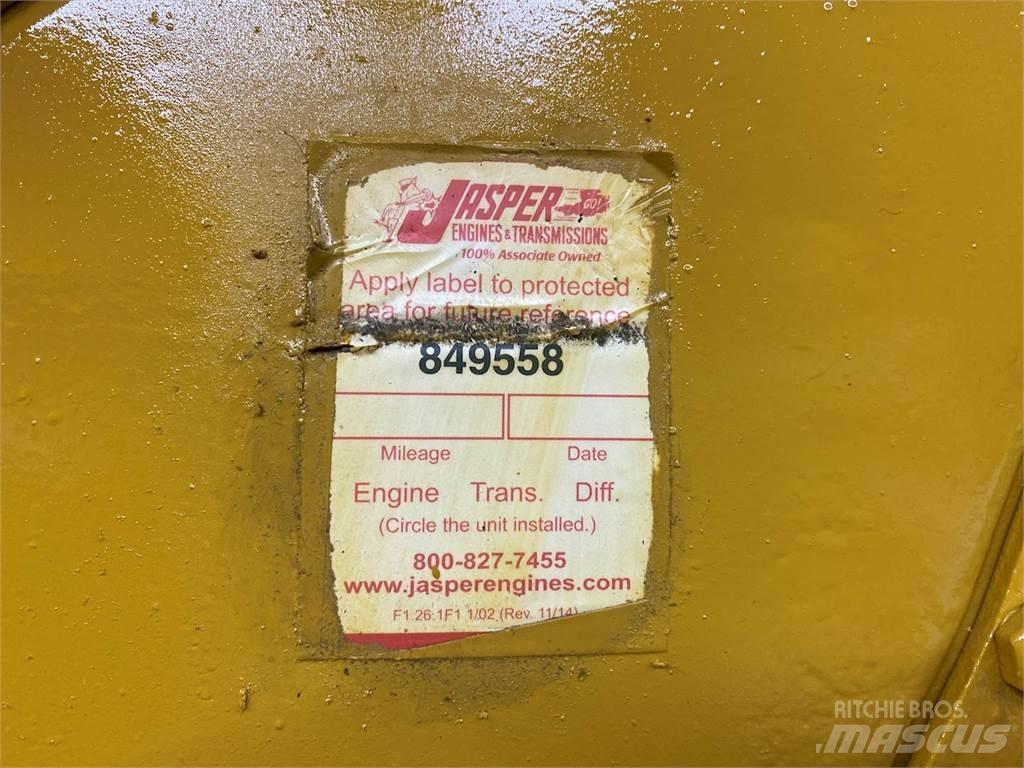 JASPER GO!
ENGINES & TRANSMISSIONS
100% Associate Owned
Apply label to protected
area for future reference
849558
Mileage Date
Engine Trans. Diff.
(Circle the unit installed.)
800-827-7455
www.jasperengines.com
F1.26.1F1 1/02 (Rev. 11/14)
RITCHIE BROS.
MASCUS